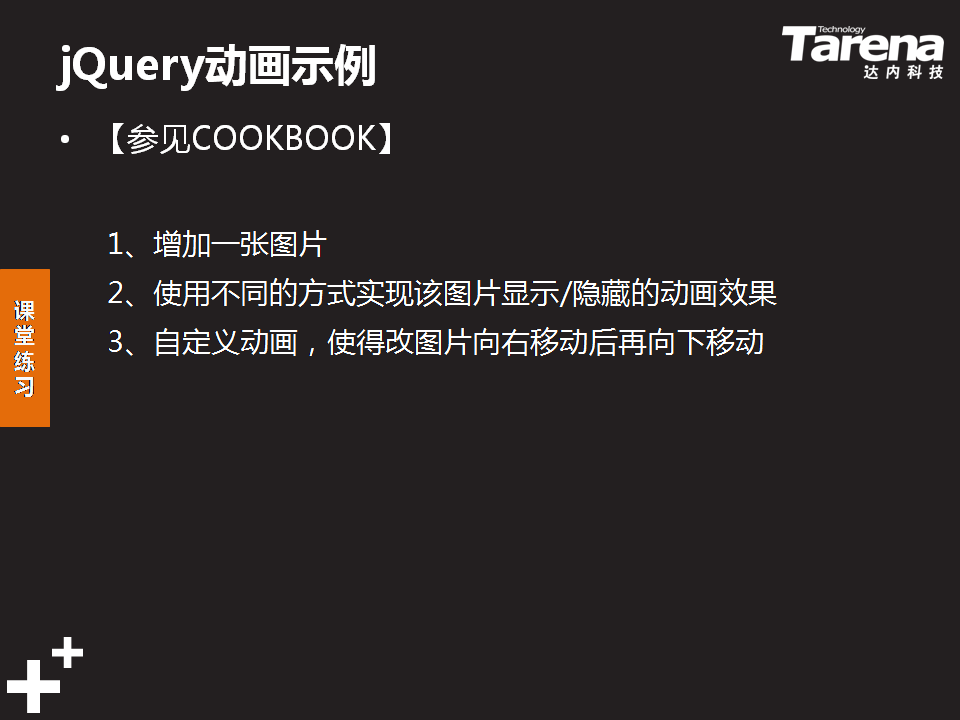 Technology
Tarena
达内科技
jQuery动画示例
• 【参见COOKBOOK】
1、增加一张图片
2、使用不同的方式实现该图片显示/隐藏的动画效果
3、自定义动画，使得改图片向右移动后再向下移动
课
堂
练
习